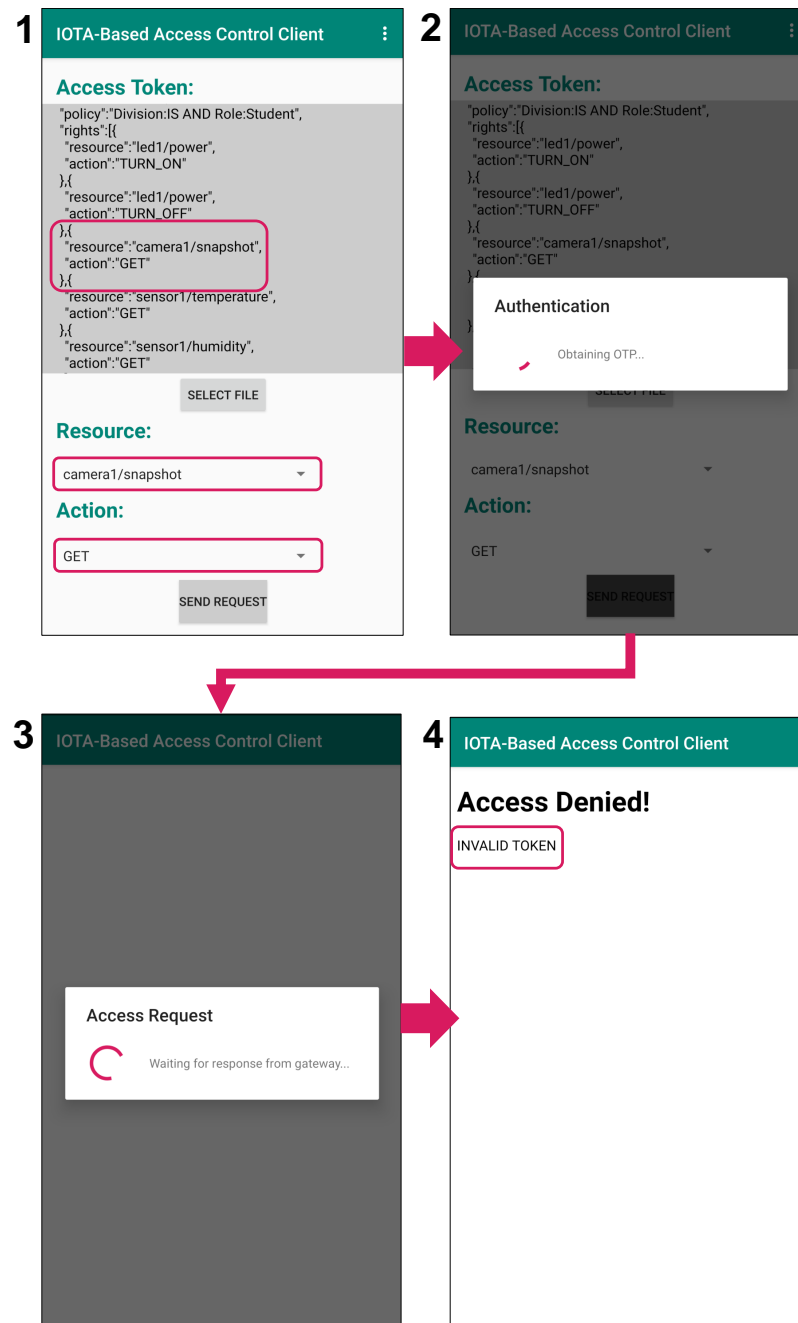 1
IOTA-Based Access Control Client
Access Token:
"policy":"Division:IS AND Role:Student",
"rights":[{
"resource":"led1/power",
"action":"TURN_ON"
},{
"resource":"led1/power",
"action":"TURN_OFF"
},{
"resource":"camera1/snapshot",
"action":"GET"
},{
"resource":"sensor1/temperature",
"action":"GET"
},{
"resource":"sensor1/humidity",
"action":"GET"
SELECT FILE
Resource:
camera1/snapshot
Action:
GET
SEND REQUEST
2
IOTA-Based Access Control Client
Access Token:
"policy":"Division:IS AND Role:Student",
"rights":[{
"resource":"led1/power",
"action":"TURN_ON"
},{
"resource":"led1/power",
"action":"TURN_OFF"
},{
"resource":"camera1/snapshot",
"action":"GET"
},{
},
Authentication
Obtaining OTP...
SELECT FILE
Resource:
camera1/snapshot
Action:
GET
SEND REQUEST
3
IOTA-Based Access Control Client
Access Request
Waiting for response from gateway...
4
IOTA-Based Access Control Client
Access Denied!
INVALID TOKEN